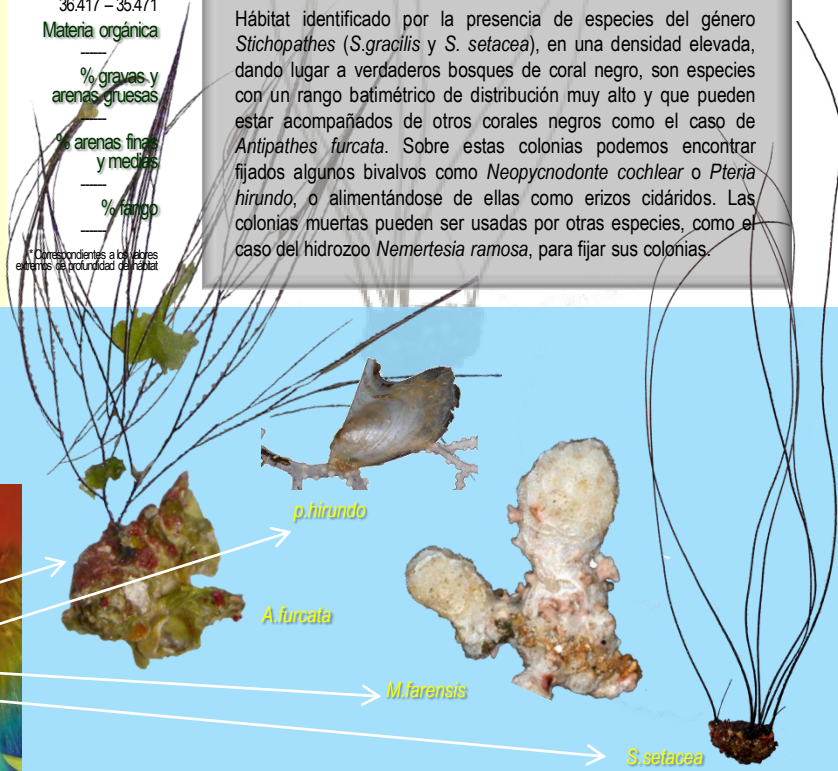 36.417 – 35.471
Materia orgánica
-----
% gravas y
arenas gruesas
-----
% arenas finas
y medias
-----
% fango
-----
* Correspondientes a los valores
extremos de profundidad del hábitat
Hábitat identificado por la presencia de especies del género
Stichopathes (S.gracilis y S. setacea), en una densidad elevada,
dando lugar a verdaderos bosques de coral negro, son especies
con un rango batimétrico de distribución muy alto y que pueden
estar acompañados de otros corales negros como el caso de
Antipathes furcata. Sobre estas colonias podemos encontrar
fijados algunos bivalvos como Neopycnodonte cochlear o Pteria
hirundo, o alimentándose de ellas como erizos cidáridos. Las
colonias muertas pueden ser usadas por otras especies, como el
caso del hidrozoo Nemertesia ramosa, para fijar sus colonias.
p.hirundo
A.furcata
M.farensis
S.setacea